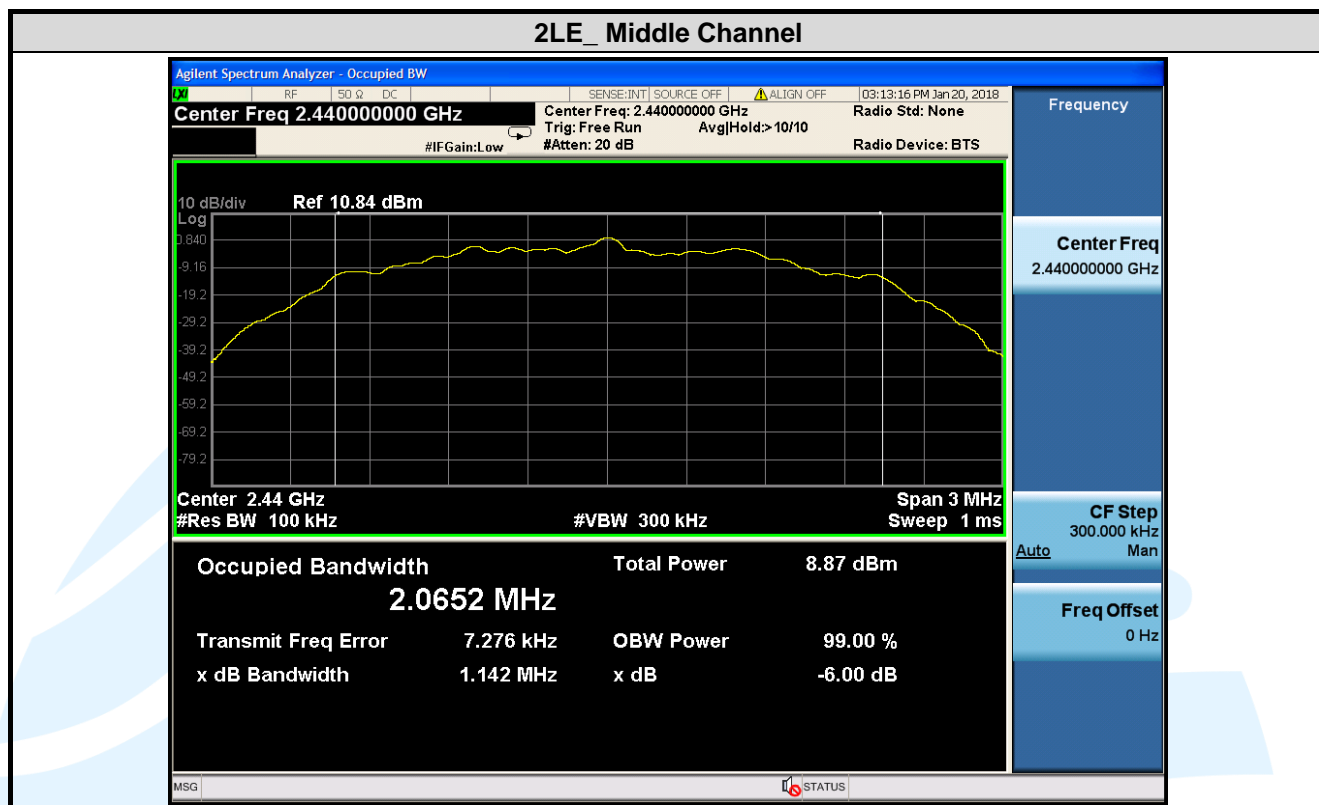 2LE_ Middle Channel
Agilent Spectrum Analyzer - Occupied BW
LXI RF 50 Ω DC SENSE:INT SOURCE OFF ALIGN OFF 03:13:16 PM Jan 20, 2018
Center Freq 2.440000000 GHz
#IFGain:Low
Center Freq: 2.440000000 GHz
Trig: Free Run Avg|Hold:>10/10
#Atten: 20 dB
Radio Std: None
Radio Device: BTS
10 dB/div Ref 10.84 dBm
Log
0.840
-9.16
-19.2
-29.2
-39.2
-49.2
-59.2
-69.2
-79.2
Center 2.44 GHz Span 3 MHz
#Res BW 100 kHz #VBW 300 kHz Sweep 1 ms
Occupied Bandwidth Total Power 8.87 dBm
2.0652 MHz
Transmit Freq Error 7.276 kHz OBW Power 99.00 %
x dB Bandwidth 1.142 MHz x dB -6.00 dB
MSG STATUS
Frequency
Center Freq
2.440000000 GHz
CF Step
300.000 kHz
Auto Man
Freq Offset
0 Hz